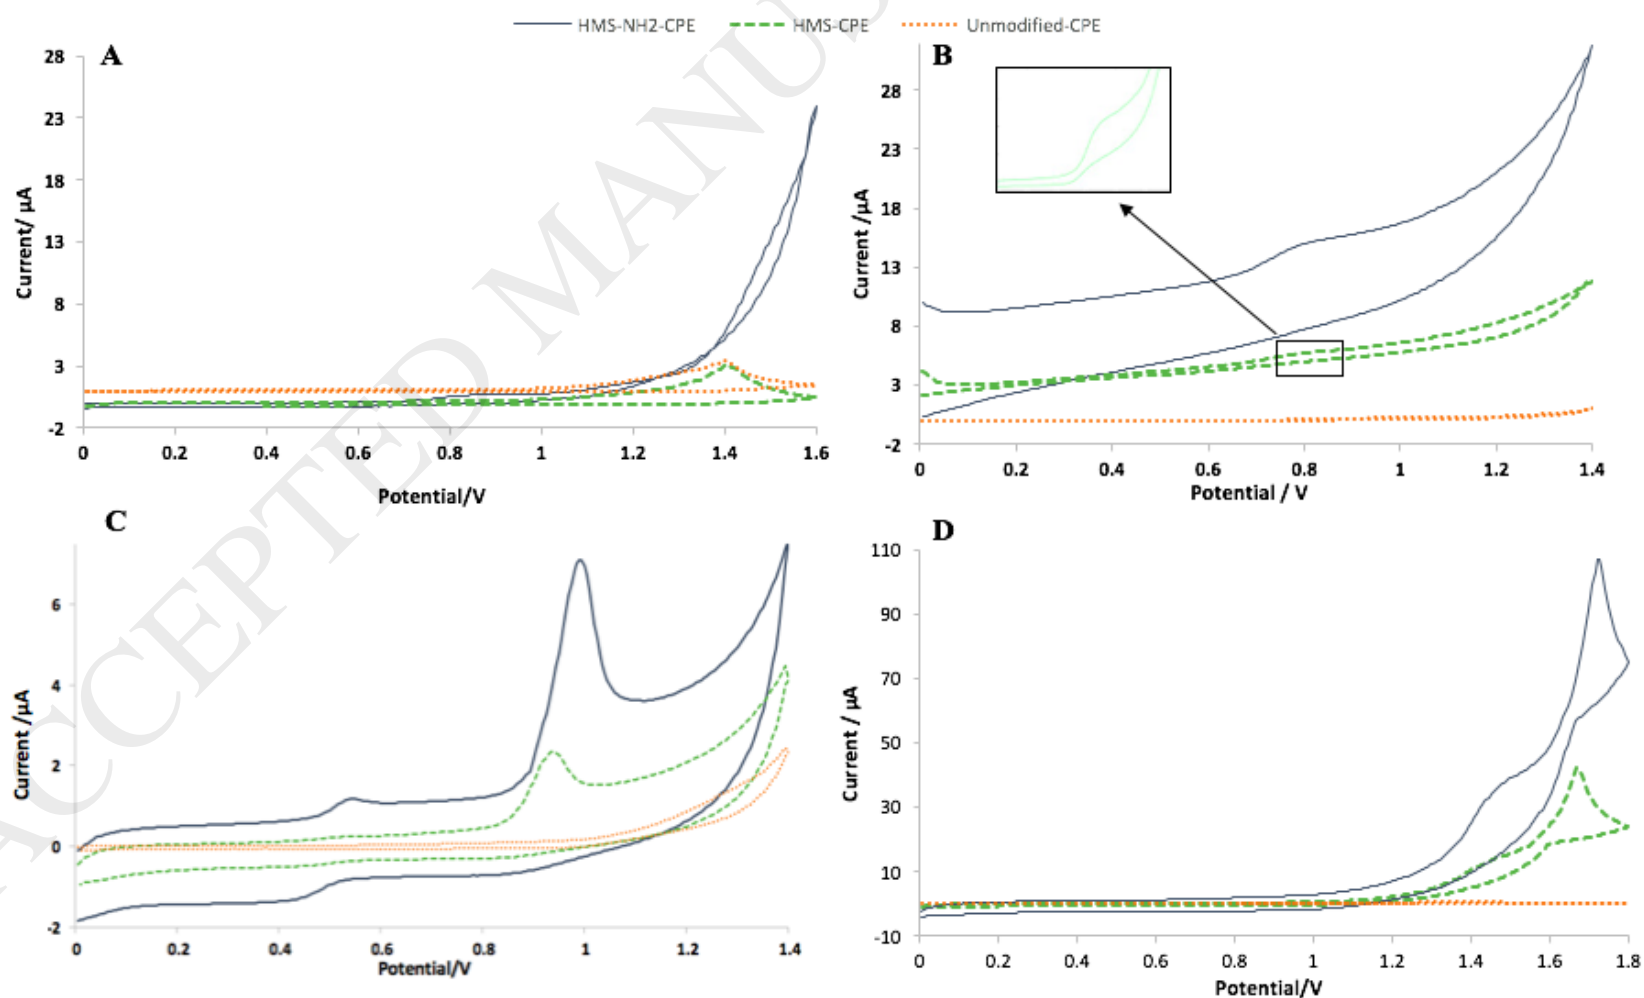 HMS-NH2-CPE HMS-CPE Unmodified-CPE
A
28
23
18
13
8
3
-2
Current/ µA
0 0.2 0.4 0.6 0.8 1 1.2 1.4 1.6
Potential/V
B
28
23
18
13
8
3
-2
Current /µA
0 0.2 0.4 0.6 0.8 1 1.2 1.4
Potential / V
C
6
4
2
0
-2
Current /µA
0 0.2 0.4 0.6 0.8 1 1.2 1.4
Potential/V
D
110
90
70
50
30
10
-10
Current / µA
0 0.2 0.4 0.6 0.8 1 1.2 1.4 1.6 1.8
Potential/V
ACCEPTED MANUS